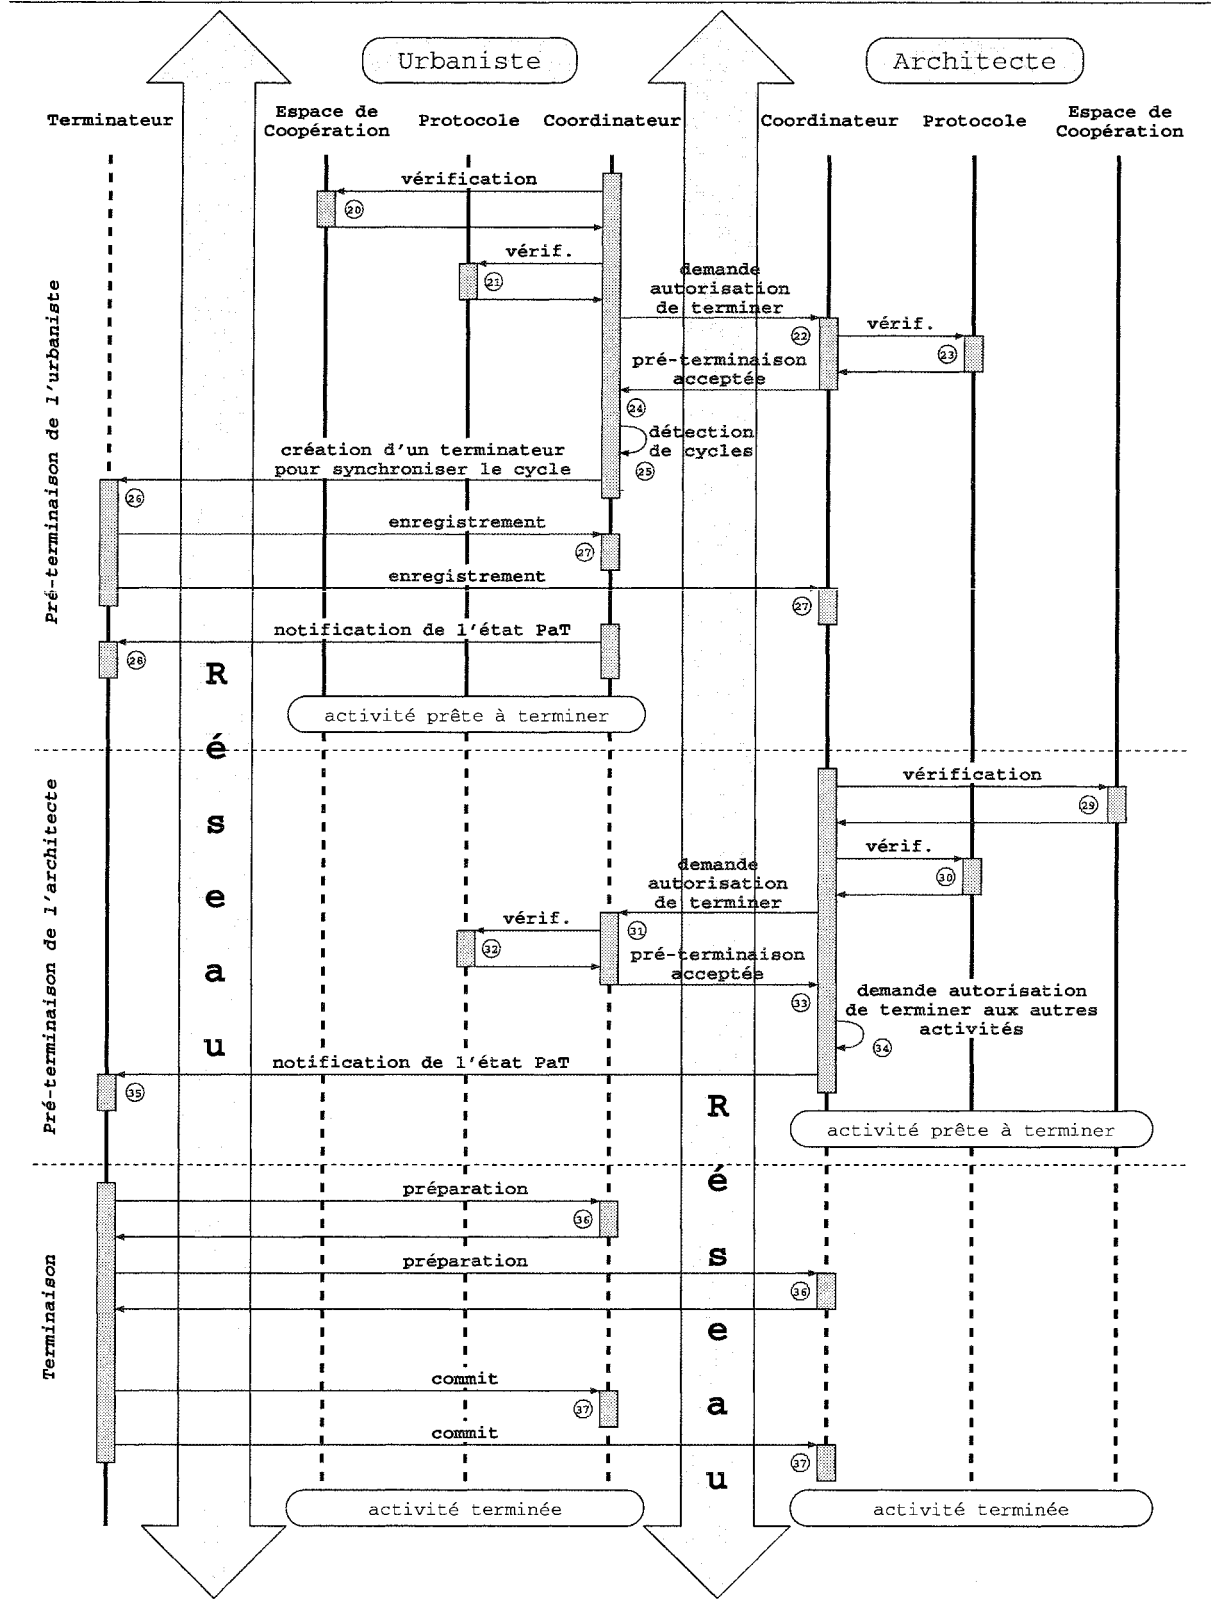 Urbaniste
Architecte
Terminateur
Espace de
Coopération
Protocole
Coordinateur
Coordinateur
Protocole
Espace de
Coopération
Pré-terminaison de l'urbaniste
vérification
20
vérif.
21
demande
autorisation
de terminer
22
vérif.
23
pré-terminaison
acceptée
24
détection
de cycles
25
création d'un terminateur
pour synchroniser le cycle
26
enregistrement
27
enregistrement
27
notification de l'état PaT
28
activité prête à terminer
Réseau
Pré-terminaison de l'architecte
vérification
29
vérif.
30
demande
autorisation
de terminer
31
vérif.
32
pré-terminaison
acceptée
33
demande autorisation
de terminer aux autres
activités
34
notification de l'état PaT
35
activité prête à terminer
Réseau
Terminaison
préparation
36
préparation
36
commit
37
commit
37
activité terminée
activité terminée